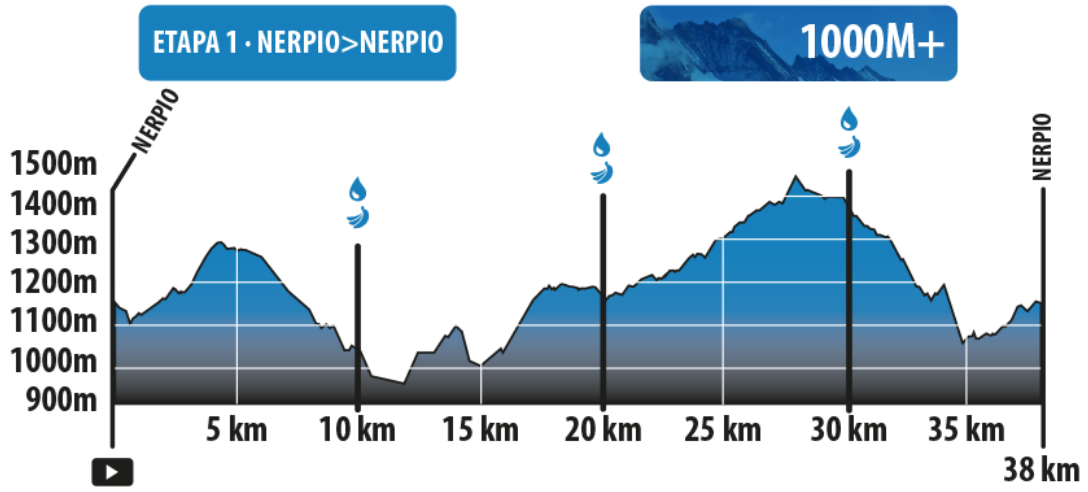 ETAPA 1 · NERPIO>NERPIO
1000M+
NERPIO
NERPIO
1500m
1400m
1300m
1200m
1100m
1000m
900m
5 km
10 km
15 km
20 km
25 km
30 km
35 km
38 km